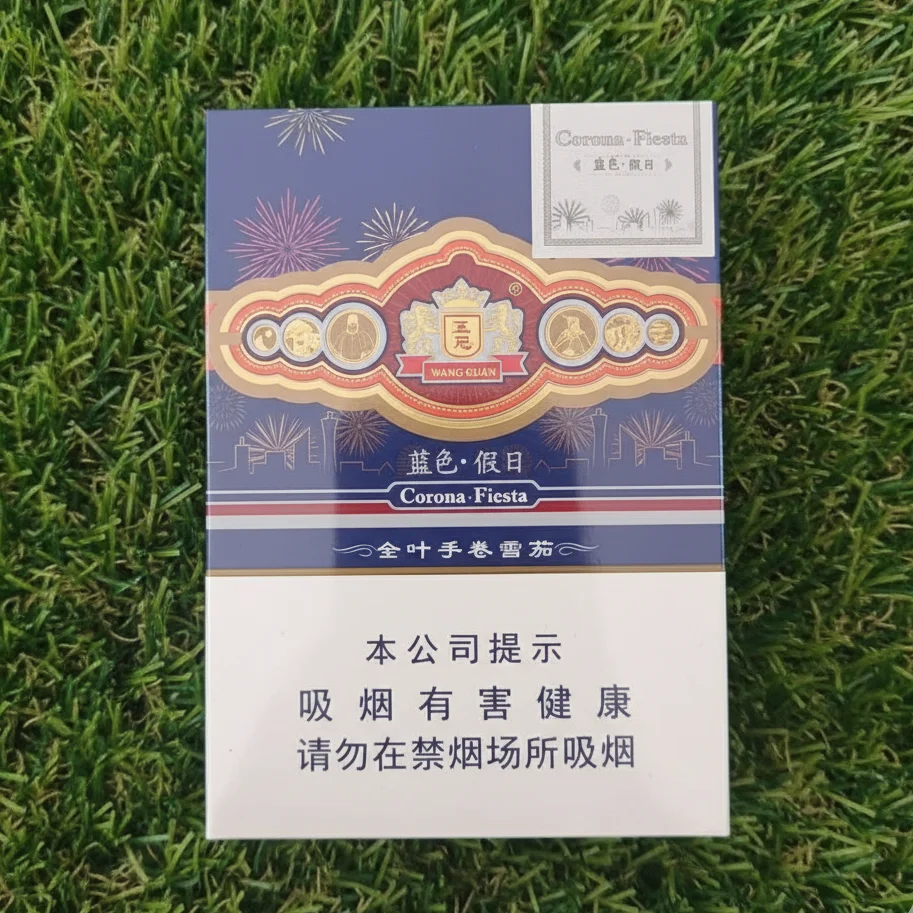 Corona·Fiesta
蓝色·假日
®
王冠
WANG GUAN
蓝色·假日
Corona·Fiesta
全叶手卷雪茄
本公司提示
吸烟有害健康
请勿在禁烟场所吸烟